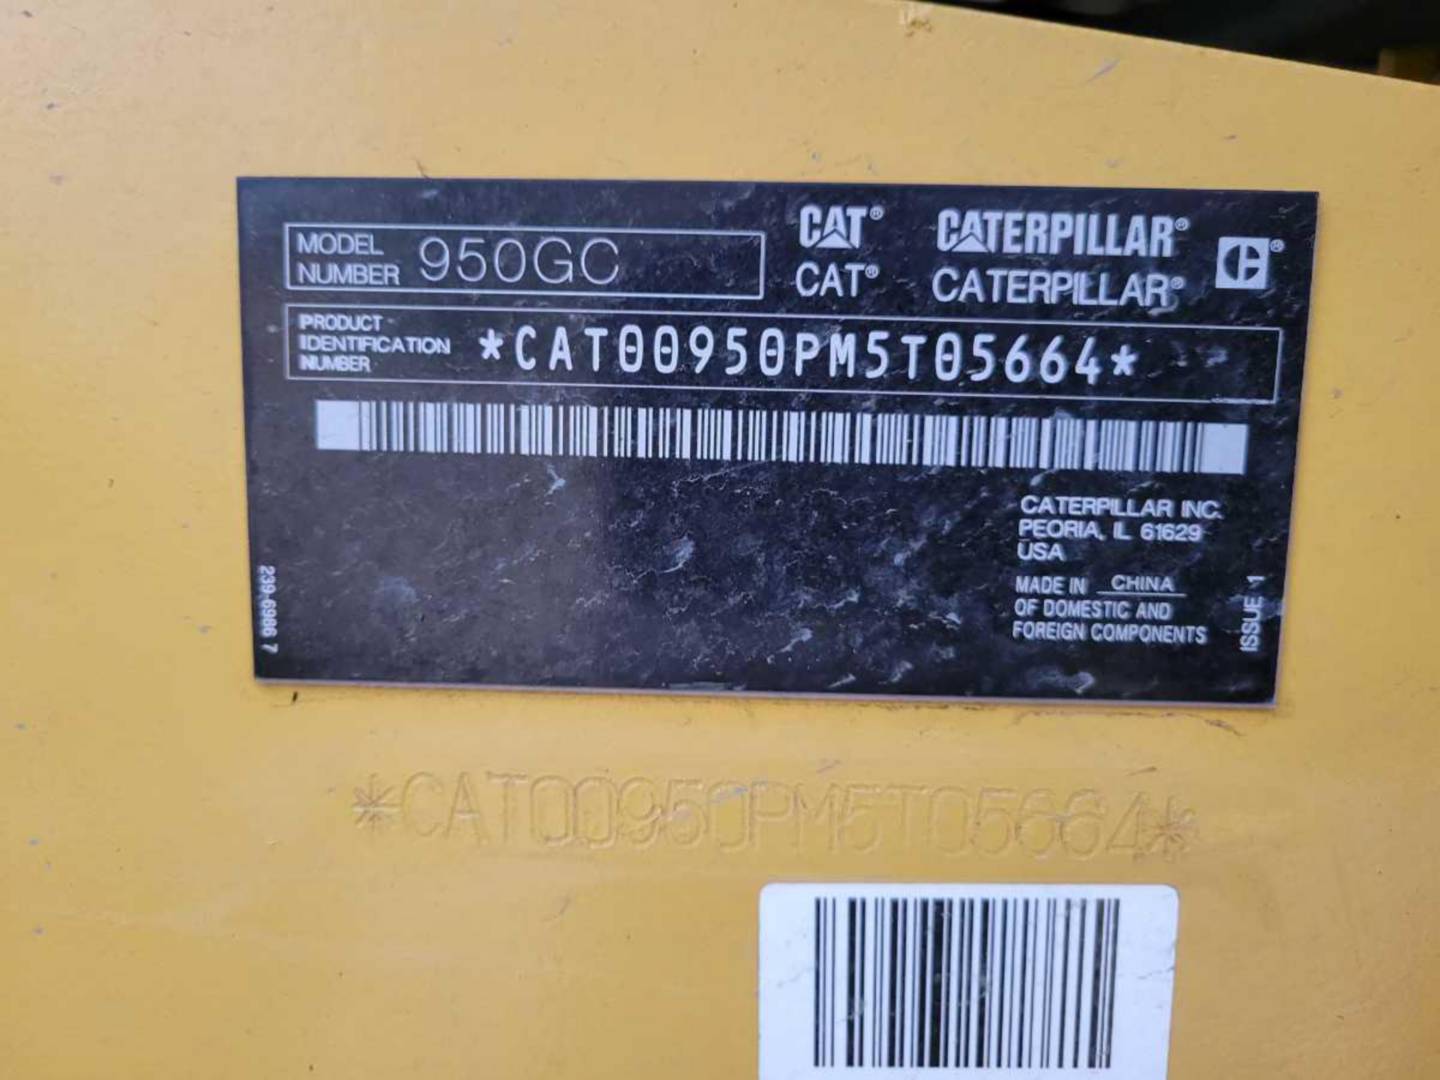 MODEL NUMBER 950GC
CAT® CATERPILLAR®
CAT® CATERPILLAR®
PRODUCT IDENTIFICATION NUMBER *CAT00950PM5T05664*
CATERPILLAR INC.
PEORIA, IL 61629
USA
MADE IN CHINA
OF DOMESTIC AND
FOREIGN COMPONENTS
239-6986 7
ISSUE 1
*CAT00950PM5T05664*